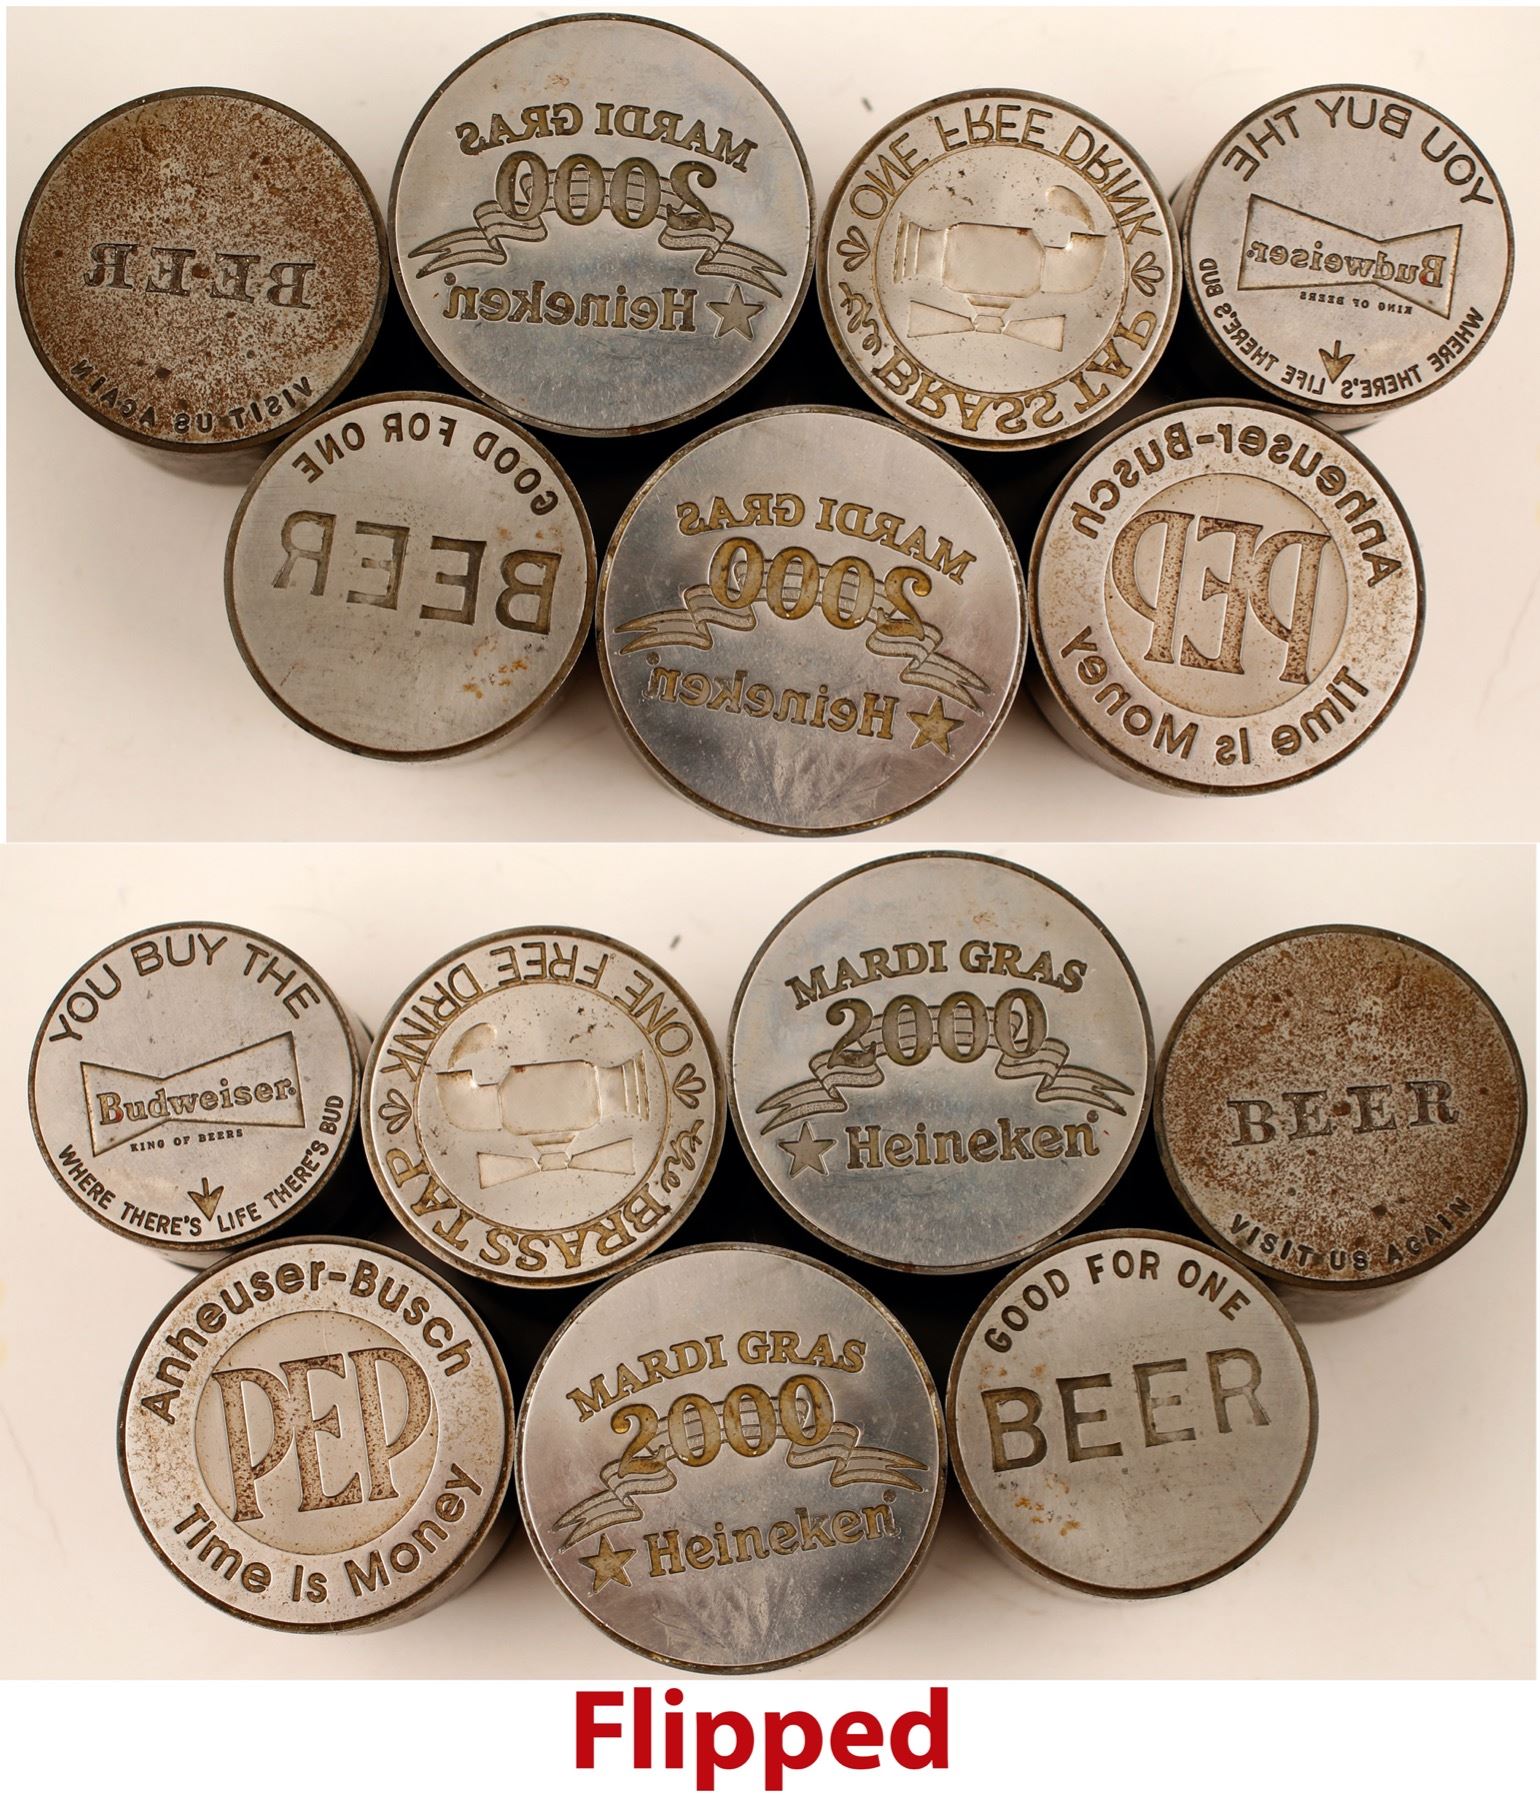 MARDI GRAS
2000
Heineken
ONE FREE DRINK
the BRASS TAP
YOU BUY THE
Budweiser
KING OF BEERS
WHERE THERE'S LIFE THERE'S BUD
BEER
VISIT US AGAIN
GOOD FOR ONE
BEER
MARDI GRAS
2000
Heineken
Anheuser-Busch
PEP
Time Is Money
YOU BUY THE
Budweiser
KING OF BEERS
WHERE THERE'S LIFE THERE'S BUD
ONE FREE DRINK
the BRASS TAP
MARDI GRAS
2000
Heineken
BEER
VISIT US AGAIN
Anheuser-Busch
PEP
Time Is Money
MARDI GRAS
2000
Heineken
GOOD FOR ONE
BEER
Flipped